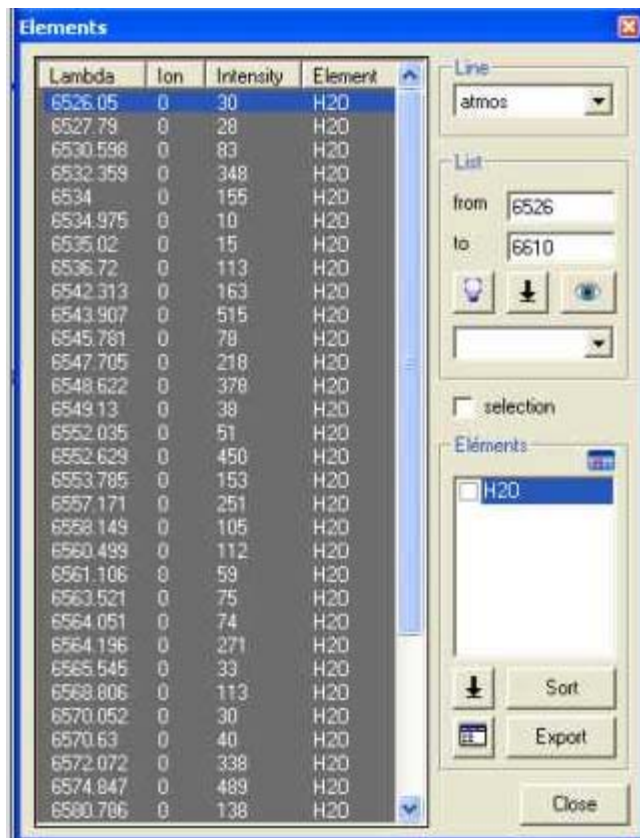 Elements
Lambda Ion Intensity Element
6526.05 0 30 H2O
6527.79 0 28 H2O
6530.598 0 83 H2O
6532.359 0 348 H2O
6534 0 155 H2O
6534.975 0 10 H2O
6535.02 0 15 H2O
6536.72 0 113 H2O
6542.313 0 163 H2O
6543.907 0 515 H2O
6545.781 0 78 H2O
6547.705 0 218 H2O
6548.622 0 378 H2O
6549.13 0 38 H2O
6552.035 0 51 H2O
6552.629 0 450 H2O
6553.785 0 153 H2O
6557.171 0 251 H2O
6558.149 0 105 H2O
6560.499 0 112 H2O
6561.106 0 59 H2O
6563.521 0 75 H2O
6564.051 0 74 H2O
6564.196 0 271 H2O
6565.545 0 33 H2O
6568.806 0 113 H2O
6570.052 0 30 H2O
6570.63 0 40 H2O
6572.072 0 338 H2O
6574.847 0 489 H2O
6580.786 0 138 H2O
Line
atmos
List
from 6526
to 6610
selection
Eléments
H2O
Sort
Export
Close